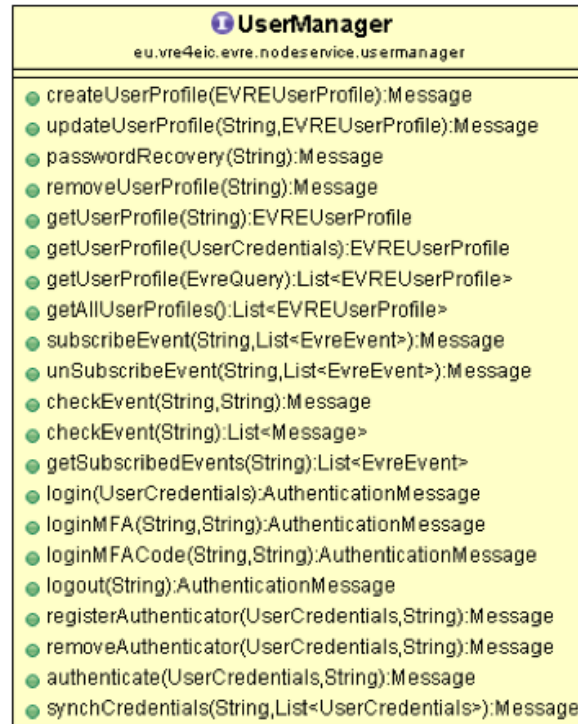 I UserManager
eu.vre4eic.evre.nodeservice.usermanager
createUserProfile(EVREUserProfile):Message
updateUserProfile(String,EVREUserProfile):Message
passwordRecovery(String):Message
removeUserProfile(String):Message
getUserProfile(String):EVREUserProfile
getUserProfile(UserCredentials):EVREUserProfile
getUserProfile(EvreQuery):List<EVREUserProfile>
getAllUserProfiles():List<EVREUserProfile>
subscribeEvent(String,List<EvreEvent>):Message
unSubscribeEvent(String,List<EvreEvent>):Message
checkEvent(String,String):Message
checkEvent(String):List<Message>
getSubscribedEvents(String):List<EvreEvent>
login(UserCredentials):AuthenticationMessage
loginMFA(String,String):AuthenticationMessage
loginMFACode(String,String):AuthenticationMessage
logout(String):AuthenticationMessage
registerAuthenticator(UserCredentials,String):Message
removeAuthenticator(UserCredentials,String):Message
authenticate(UserCredentials,String):Message
synchCredentials(String,List<UserCredentials>):Message